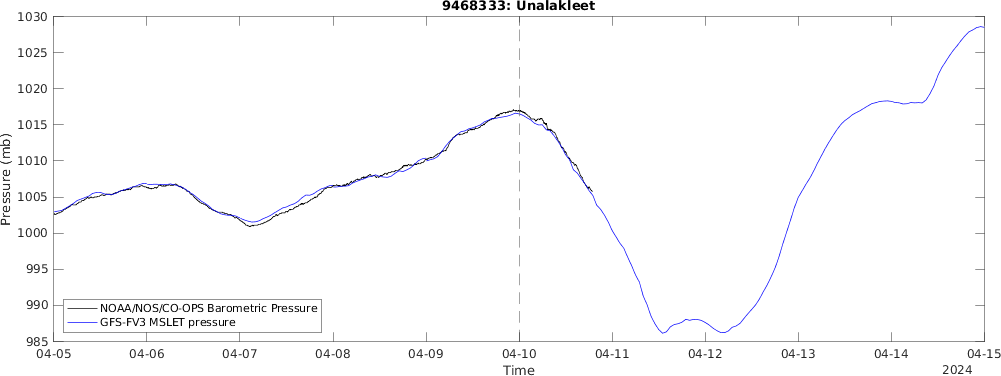 9468333: Unalakleet
Pressure (mb)
1030
1025
1020
1015
1010
1005
1000
995
990
985
NOAA/NOS/CO-OPS Barometric Pressure
GFS-FV3 MSLET pressure
04-05 04-06 04-07 04-08 04-09 04-10 04-11 04-12 04-13 04-14 04-15
Time
2024